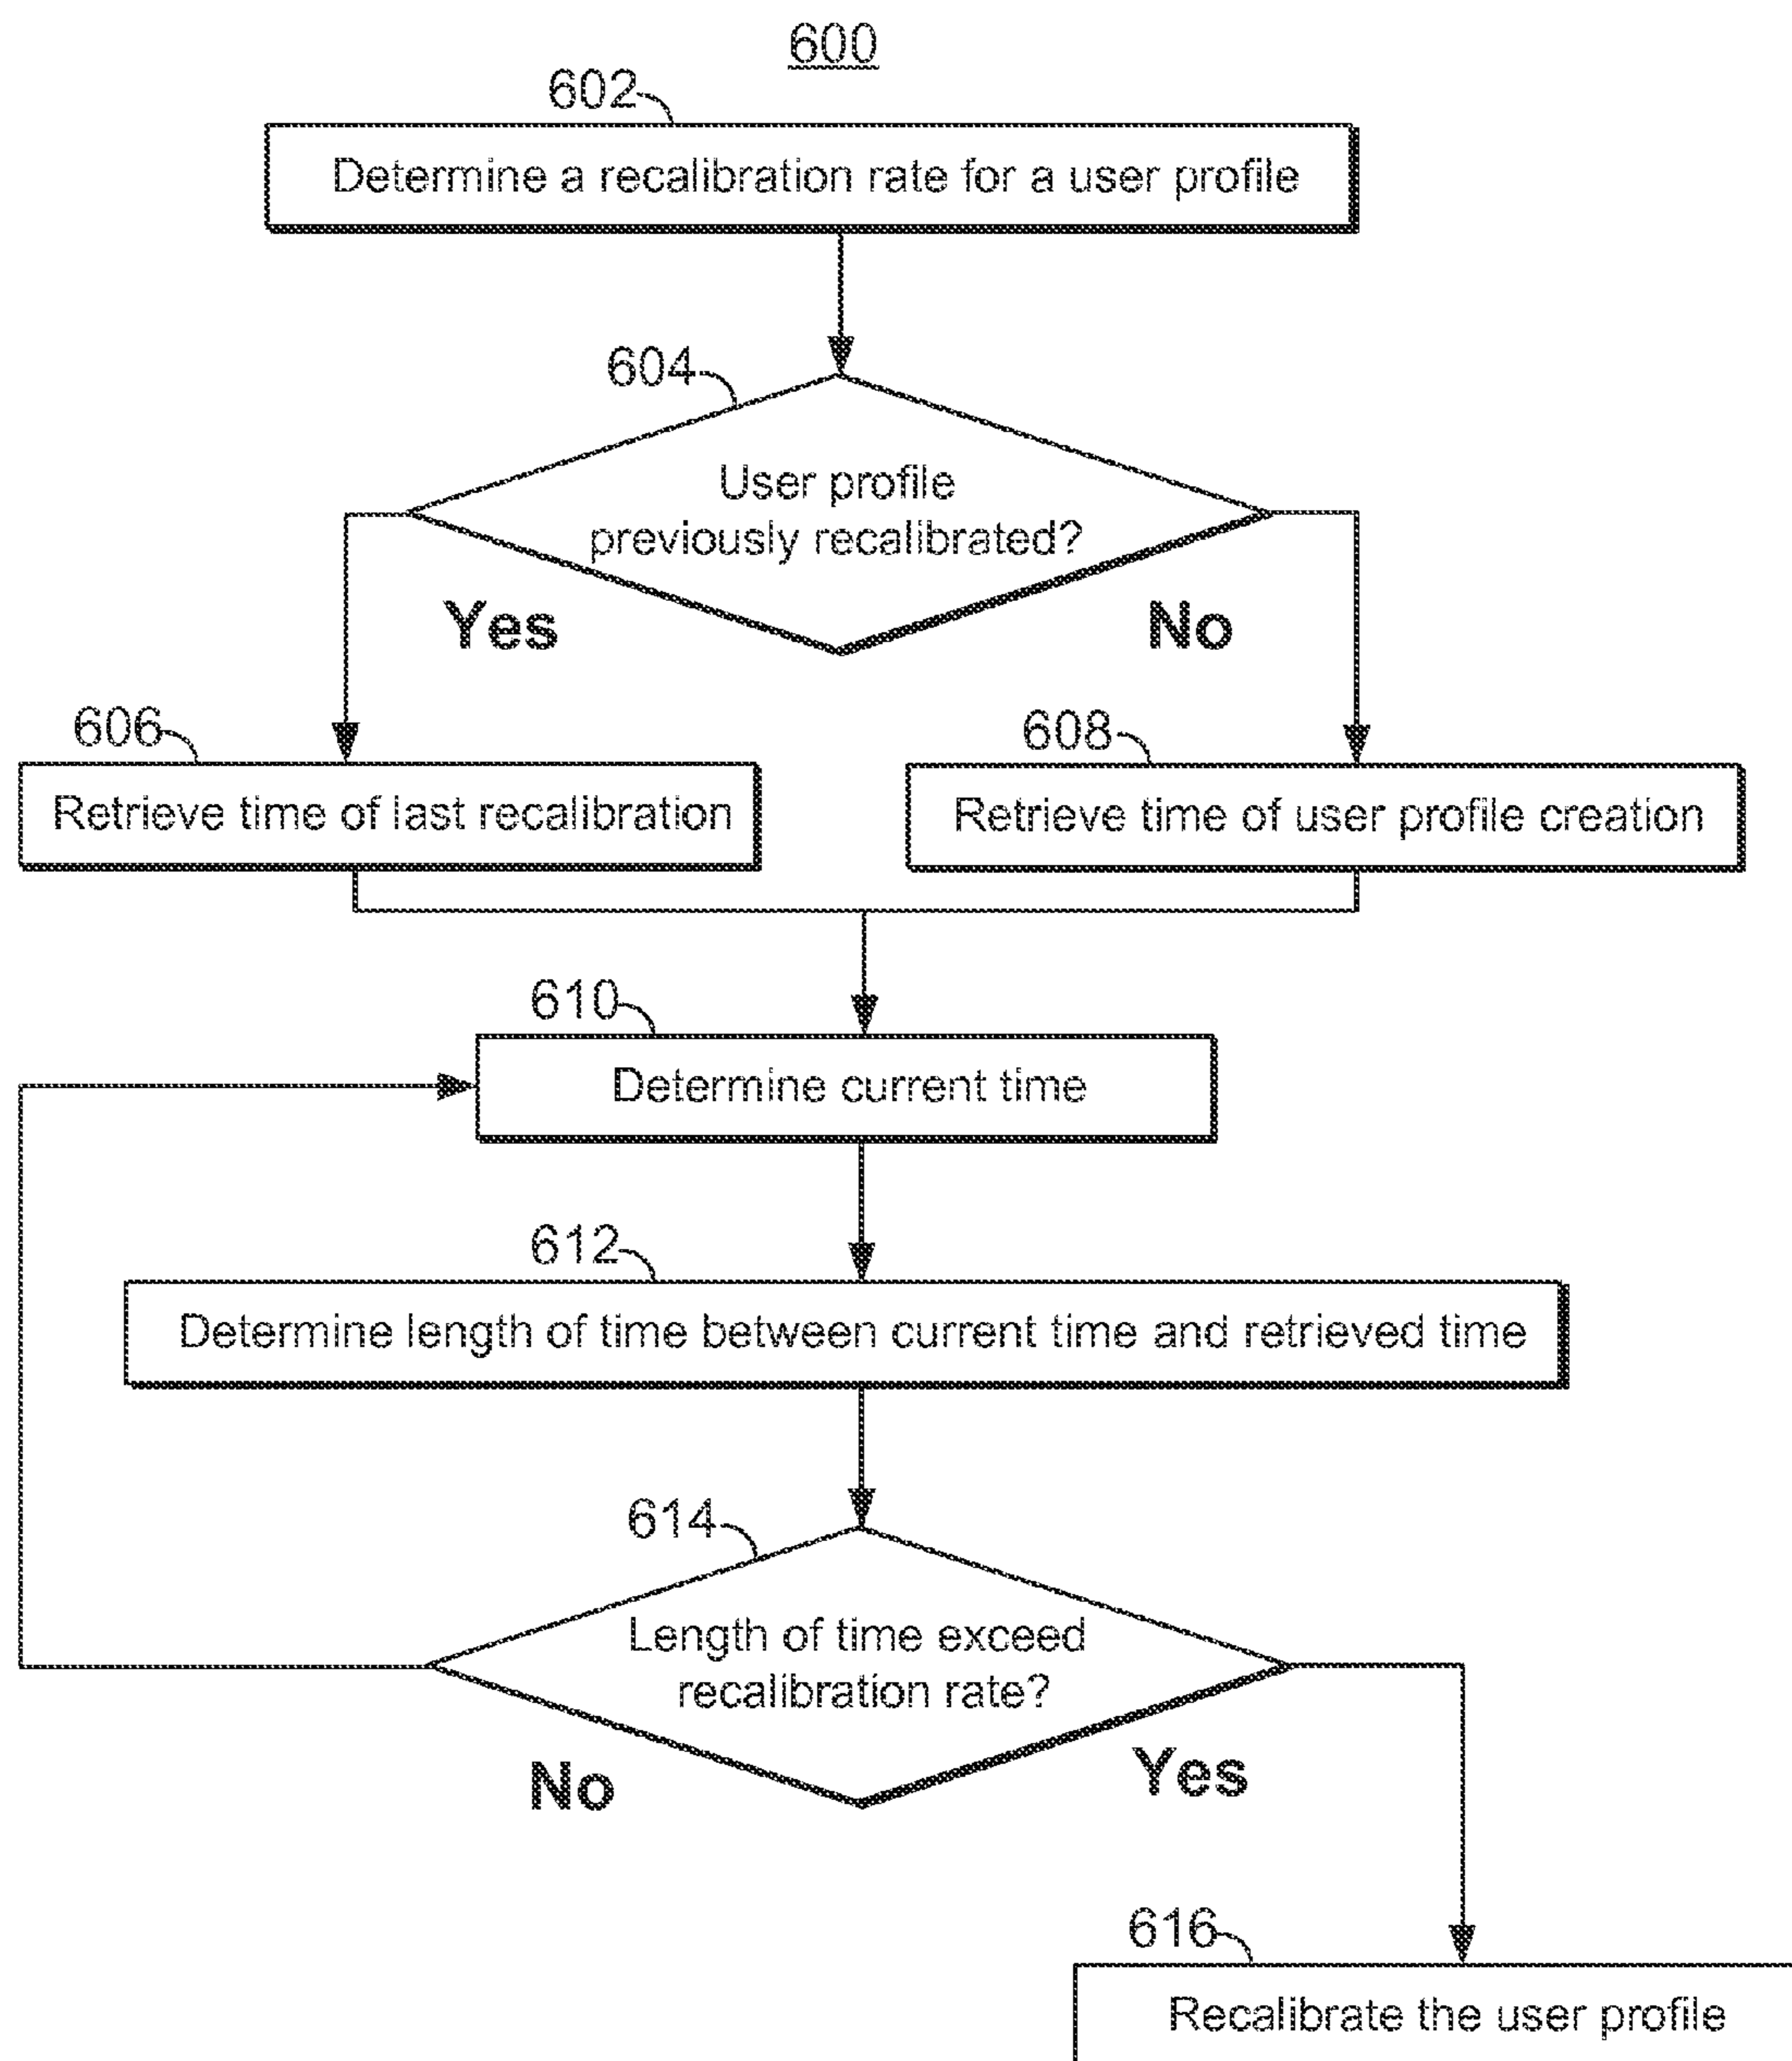 600
602
Determine a recalibration rate for a user profile
604
User profile
previously recalibrated?
Yes
No
606
608
Retrieve time of last recalibration
Retrieve time of user profile creation
610
Determine current time
612
Determine length of time between current time and retrieved time
614
Length of time exceed
recalibration rate?
No
Yes
616
Recalibrate the user profile